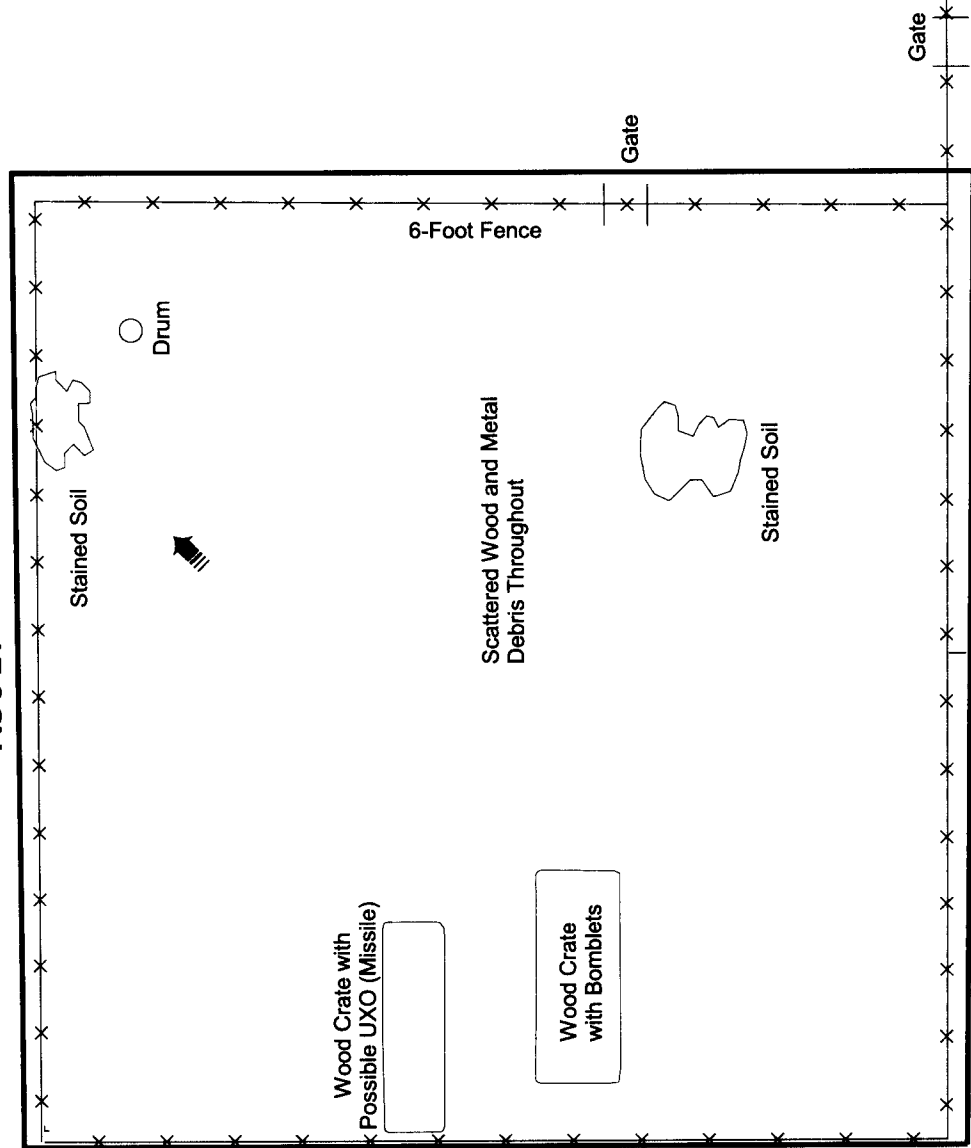 Gate
Gate
6-Foot Fence
Drum
Stained Soil
Scattered Wood and Metal
Debris Throughout
Stained Soil
Wood Crate with
Possible UXO (Missile)
Wood Crate
with Bomblets